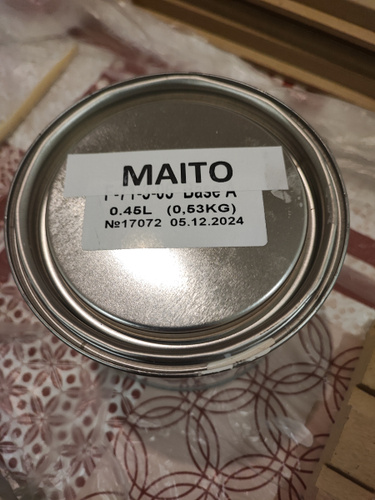 MAITO
Base A
0.45L (0,53KG)
№17072 05.12.2024